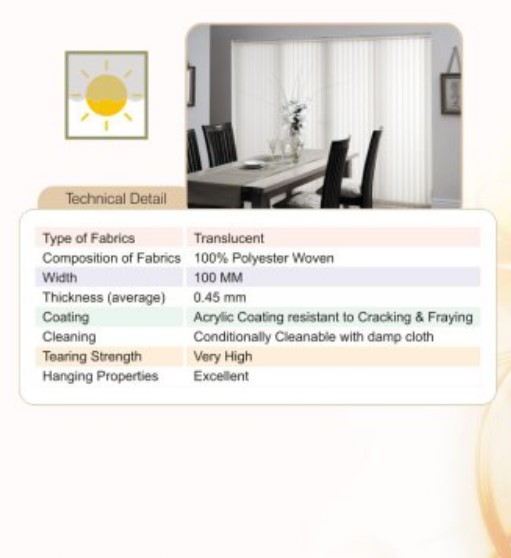 Technical Detail
Type of Fabrics Translucent
Composition of Fabrics 100% Polyester Woven
Width 100 MM
Thickness (average) 0.45 mm
Coating Acrylic Coating resistant to Cracking & Fraying
Cleaning Conditionally Cleanable with damp cloth
Tearing Strength Very High
Hanging Properties Excellent